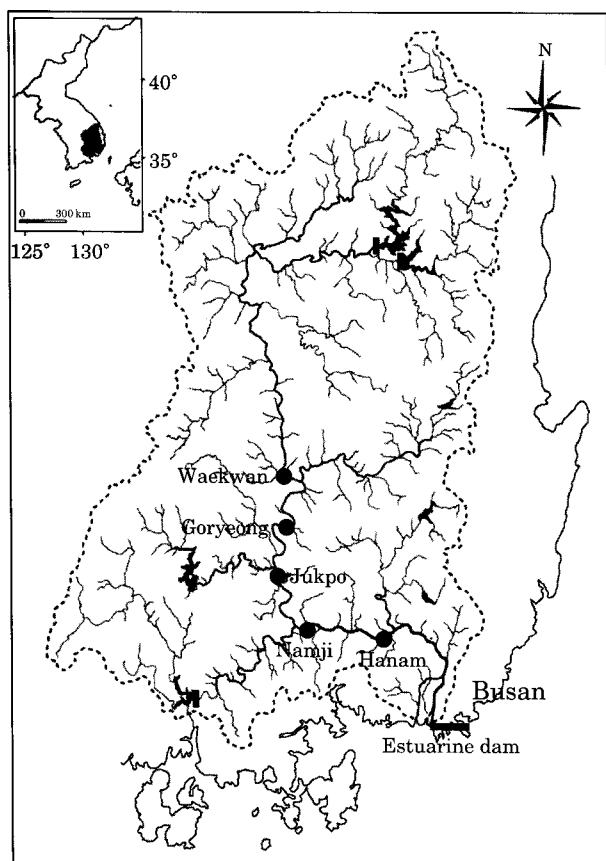 N
40°
35°
0 300 km
125° 130°
Waekwan
Goryeong
Jukpo
Namji
Hanam
Busan
Estuarine dam